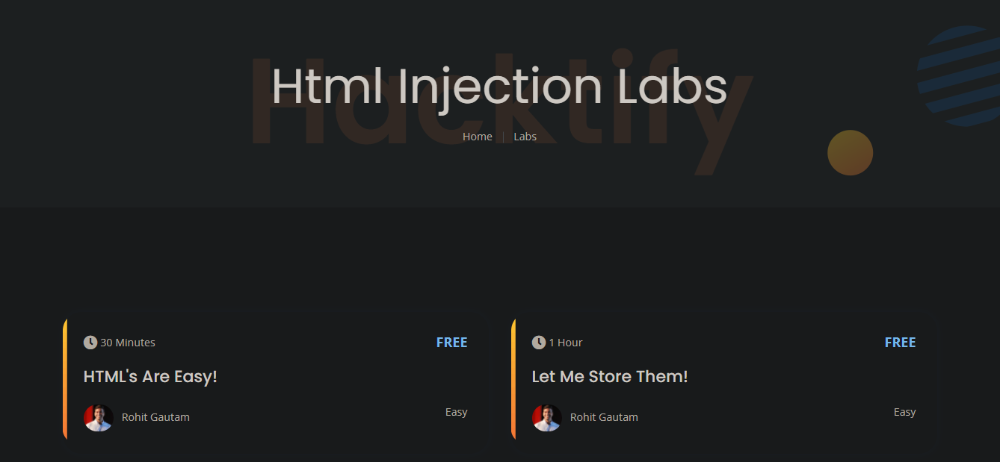 Hacktify
Html Injection Labs
Home | Labs
30 Minutes FREE
HTML's Are Easy!
Rohit Gautam Easy
1 Hour FREE
Let Me Store Them!
Rohit Gautam Easy